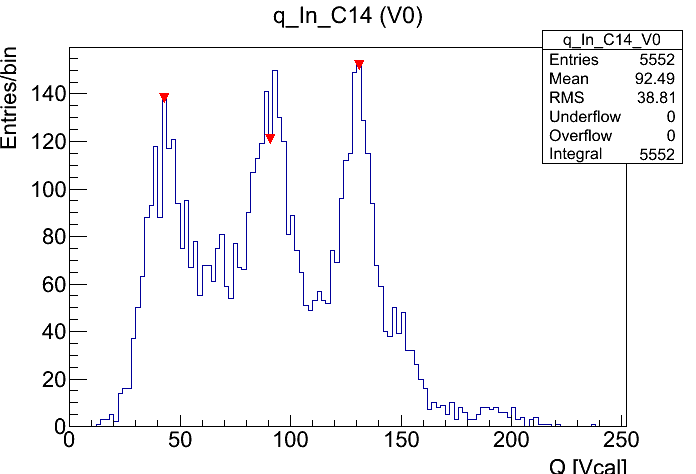 q_In_C14 (V0)
q_In_C14_V0
Entries 5552
Mean 92.49
RMS 38.81
Underflow 0
Overflow 0
Integral 5552
Entries/bin
140
120
100
80
60
40
20
0
0 50 100 150 200 250
Q [Vcal]